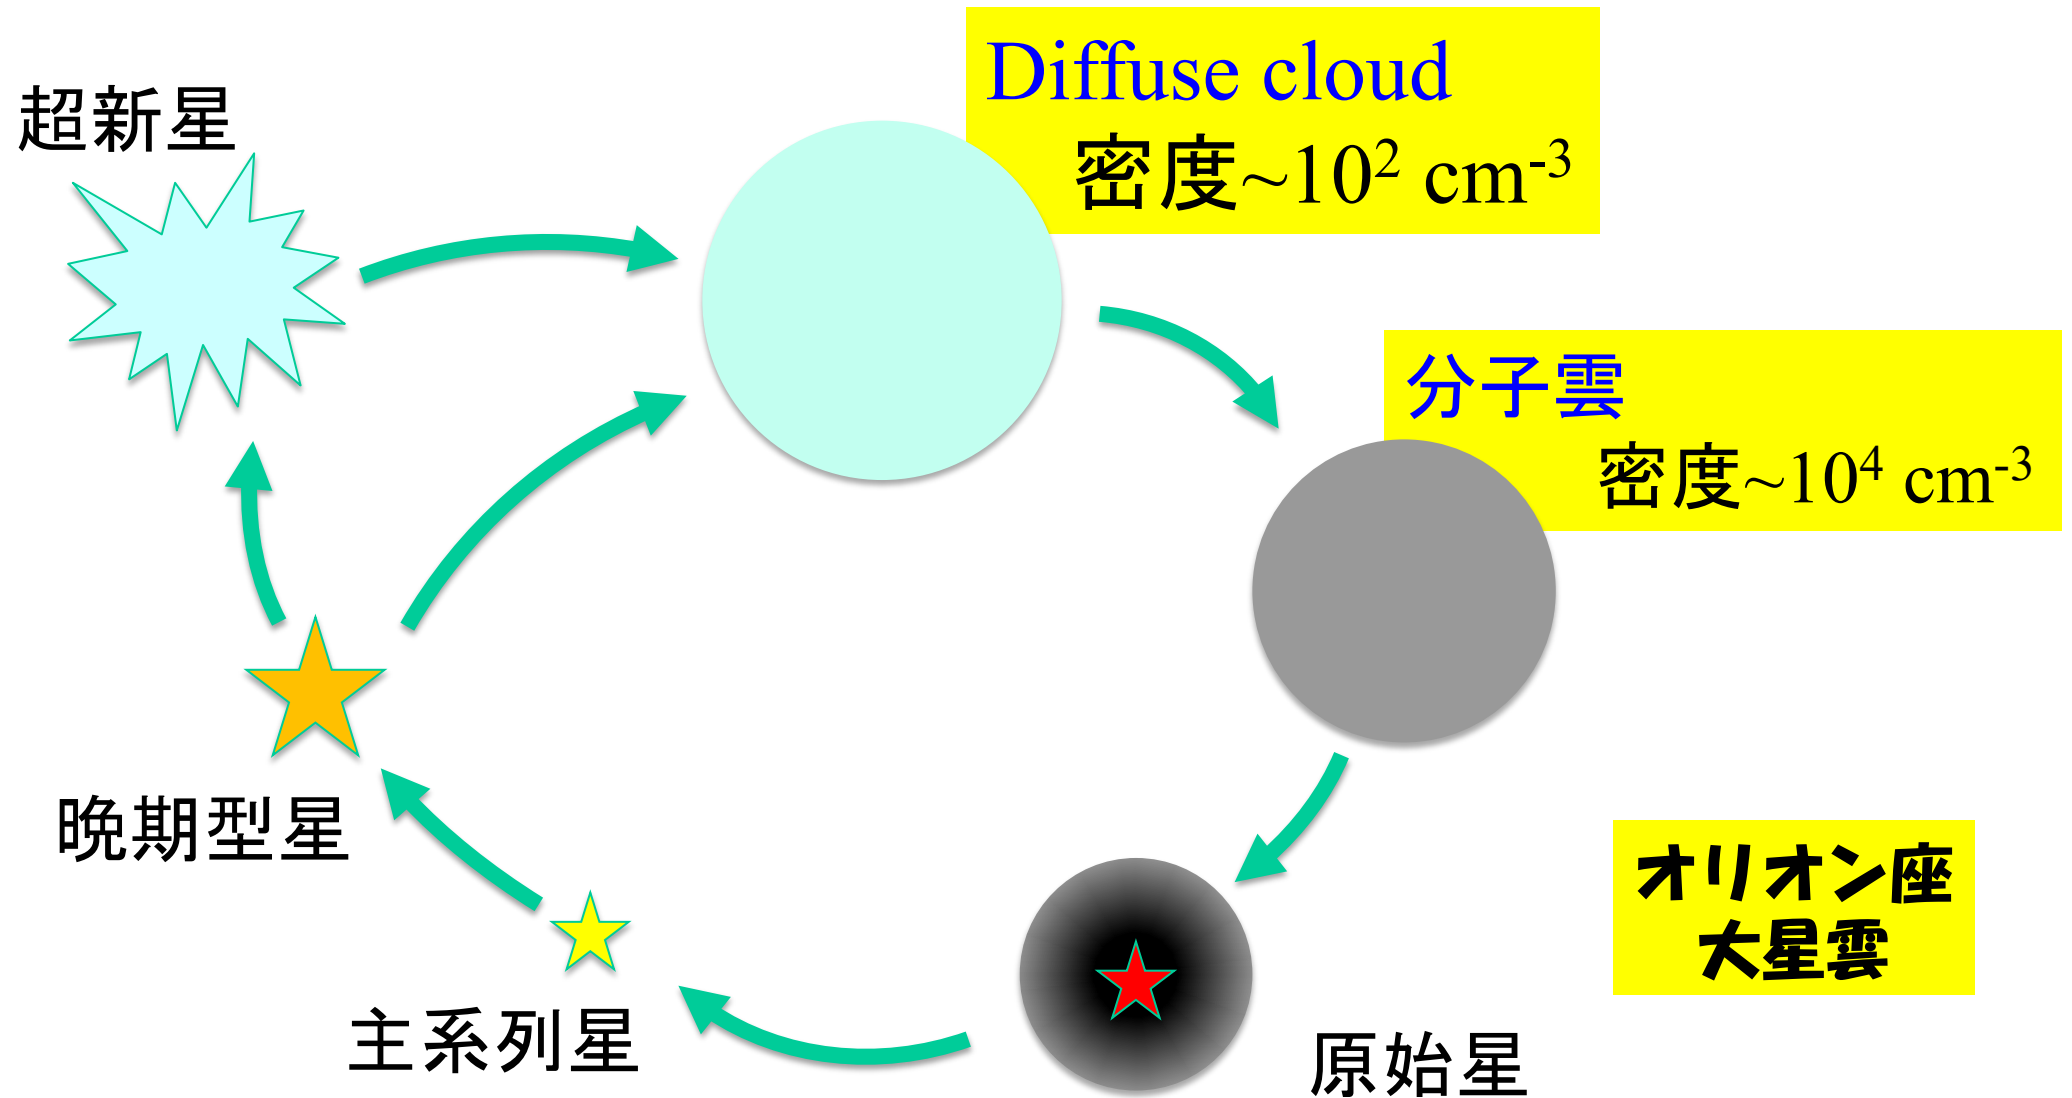 Diffuse cloud
密度~10² cm⁻³
超新星
分子雲
密度~10⁴ cm⁻³
晩期型星
オリオン座
大星雲
主系列星
原始星